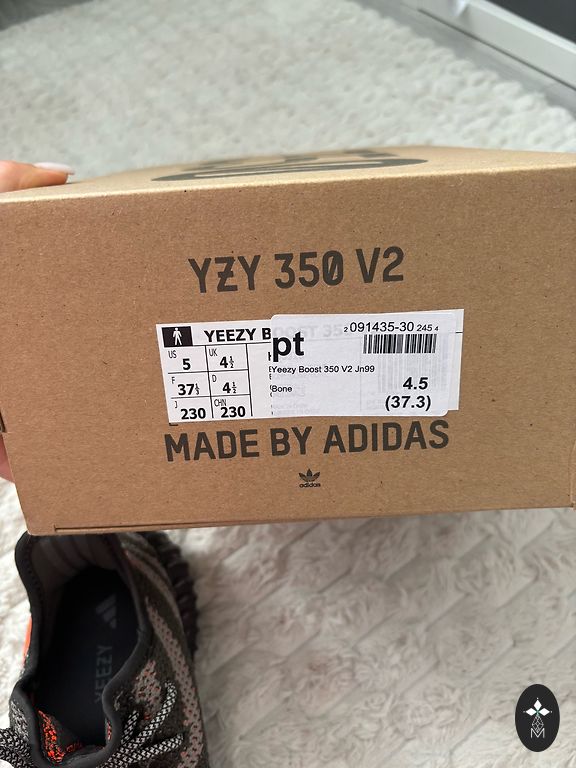 YZY 350 V2
YEEZY B
US
5
UK
4½
F
37⅓
D
4½
J
230
CHN
230
2 091435-30 245 4
pt
Yeezy Boost 350 V2 Jn99
Bone
4.5
(37.3)
MADE BY ADIDAS
adidas
YEEZY
M